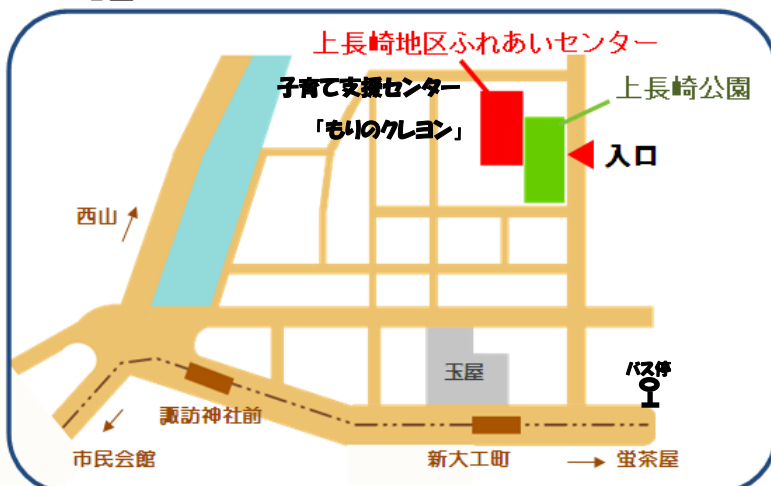 上長崎地区ふれあいセンター
子育て支援センター
「もりのクレヨン」
上長崎公園
入口
西山
玉屋
バス停
諏訪神社前
市民会館
新大工町
蛍茶屋